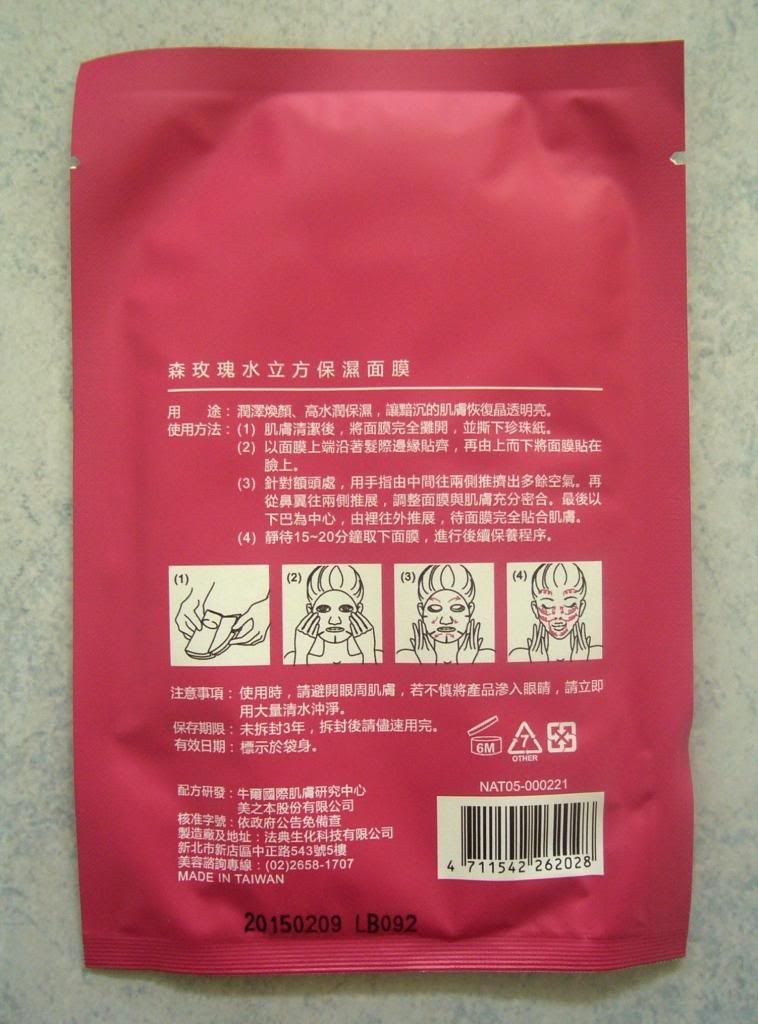 森玫瑰水立方保濕面膜
用　途：潤澤煥顏、高水潤保濕，讓黯沉的肌膚恢復晶透明亮。
使用方法：(1) 肌膚清潔後，將面膜完全攤開，並撕下珍珠紙。
(2) 以面膜上端沿著髮際邊緣貼齊，再由上而下將面膜貼在
臉上。
(3) 針對額頭處，用手指由中間往兩側推擠出多餘空氣。再
從鼻翼往兩側推展，調整面膜與肌膚充分密合。最後以
下巴為中心，由裡往外推展，待面膜完全貼合肌膚。
(4) 靜待15~20分鐘取下面膜，進行後續保養程序。
(1) (2) (3) (4)
注意事項：使用時，請避開眼周肌膚，若不慎將產品滲入眼睛，請立即
用大量清水沖淨。
保存期限：未拆封3年，拆封後請儘速用完。
有效日期：標示於袋身。
6M 7
OTHER
NAT05-000221
配方研發：牛爾國際肌膚研究中心
美之本股份有限公司
核准字號：依政府公告免備查
製造廠及地址：法典生化科技有限公司
新北市新店區中正路543號5樓
美容諮詢專線：(02)2658-1707
MADE IN TAIWAN
4 711542 262028
20150209 LB092